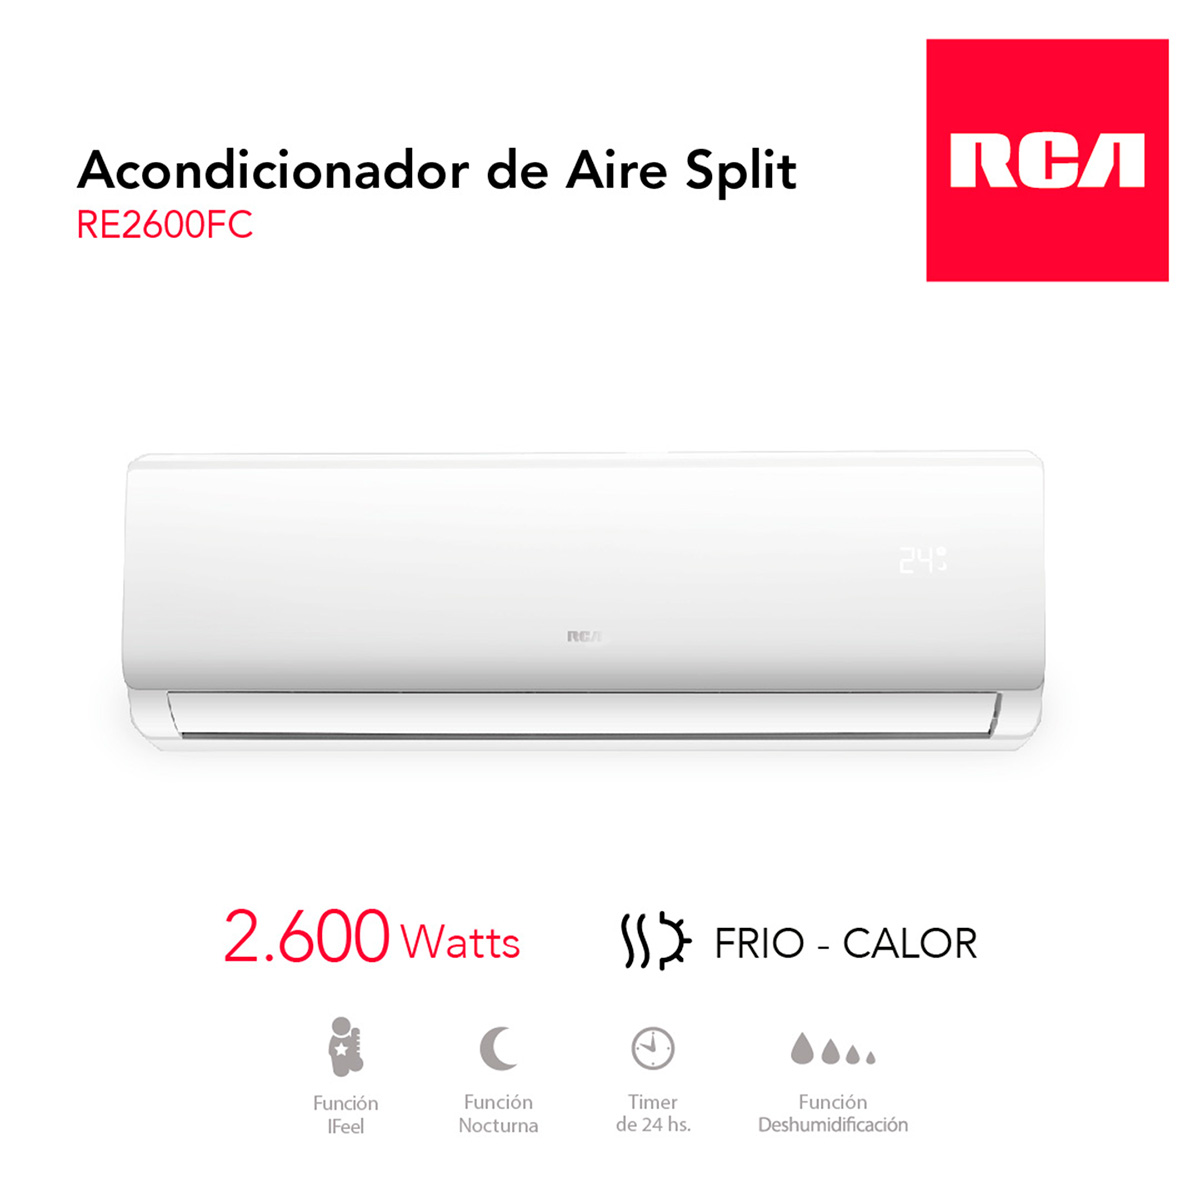 Acondicionador de Aire Split
RE2600FC
RCA
24
RCA
2.600 Watts
FRIO - CALOR
Función
IFeel
Función
Nocturna
Timer
de 24 hs.
Función
Deshumidificación